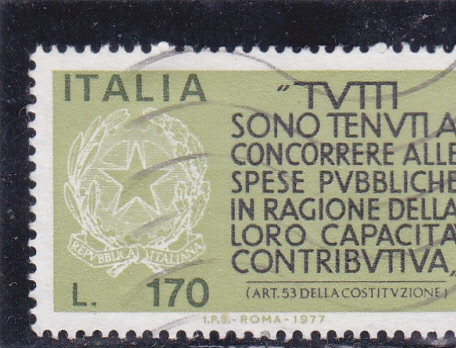 ITALIA
REPVBBLICA ITALIANA
L. 170
"TVTTI
SONO TENVTI A
CONCORRERE ALLE
SPESE PVBBLICHE
IN RAGIONE DELLA
LORO CAPACITA
CONTRIBVTIVA„
(ART. 53 DELLA COSTITVZIONE)
I.P.S.-ROMA-1977